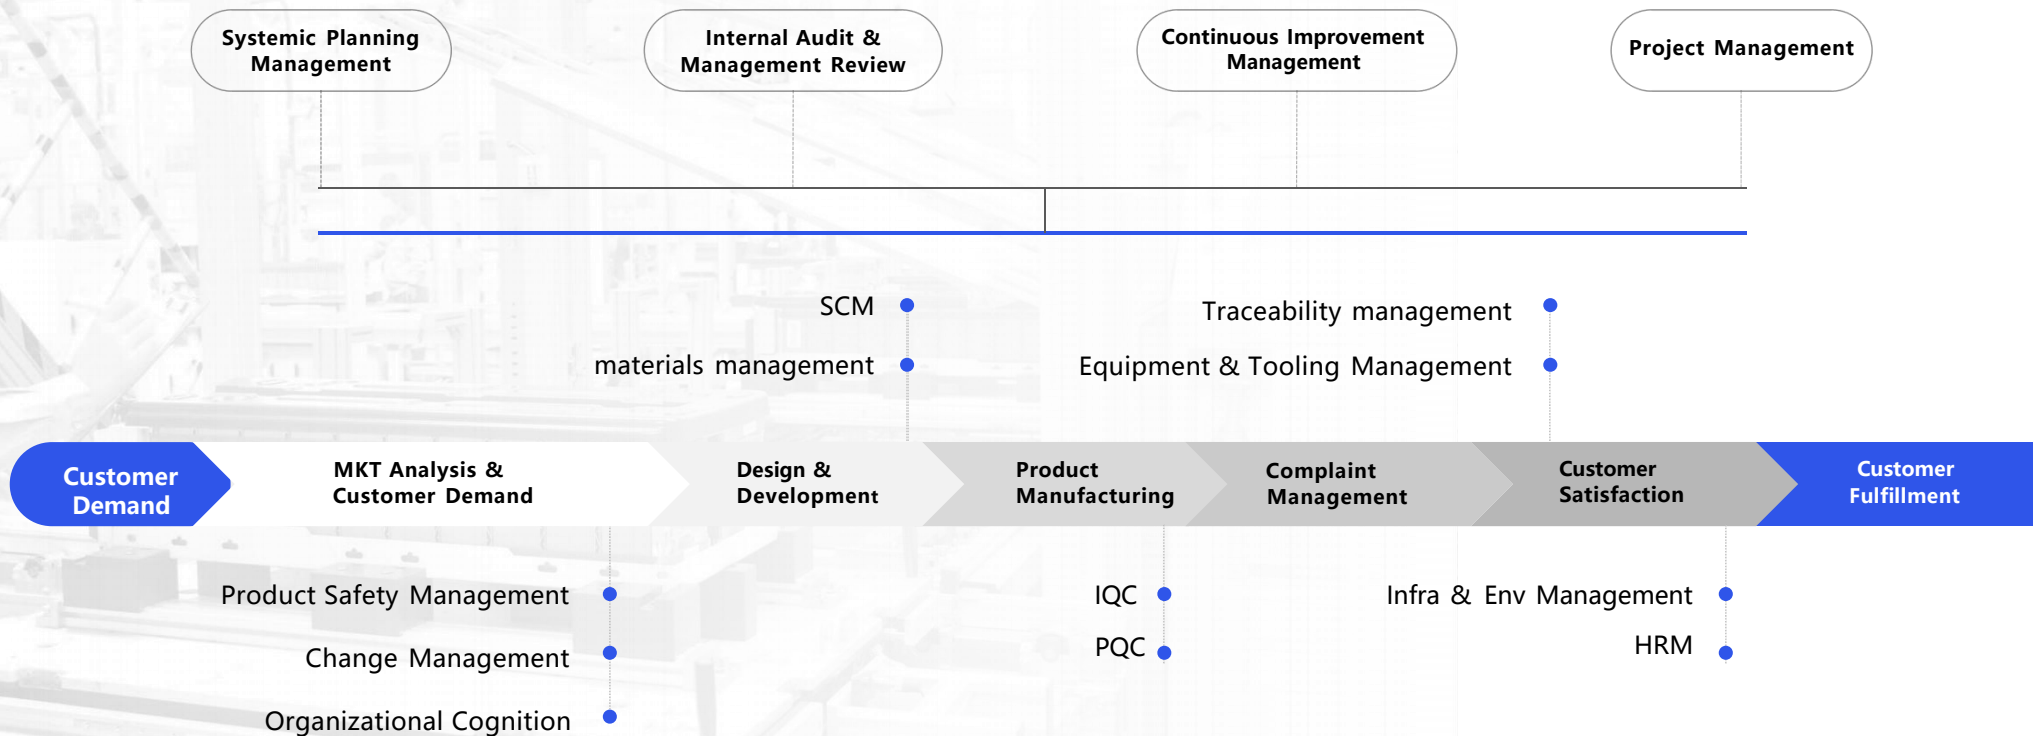 Systemic Planning
Management
Internal Audit &
Management Review
Continuous Improvement
Management
Project Management
SCM
materials management
Traceability management
Equipment & Tooling Management
Customer
Demand
MKT Analysis &
Customer Demand
Design &
Development
Product
Manufacturing
Complaint
Management
Customer
Satisfaction
Customer
Fulfillment
Product Safety Management
Change Management
Organizational Cognition
IQC
PQC
Infra & Env Management
HRM